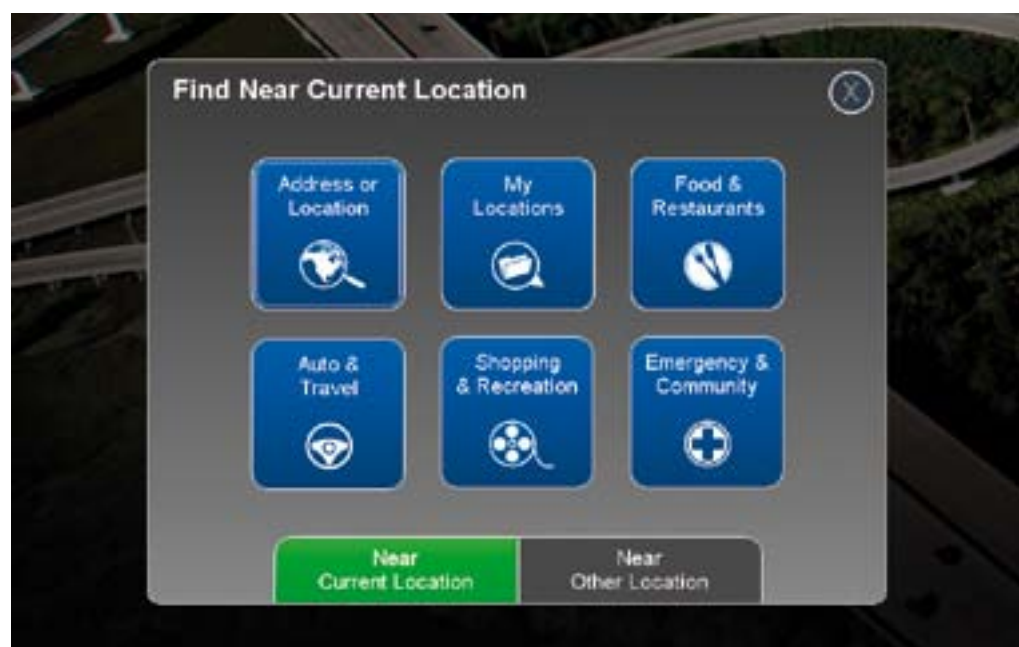 Find Near Current Location
X
Address or
Location
My
Locations
Food &
Restaurants
Auto &
Travel
Shopping
& Recreation
Emergency &
Community
Near
Current Location
Near
Other Location